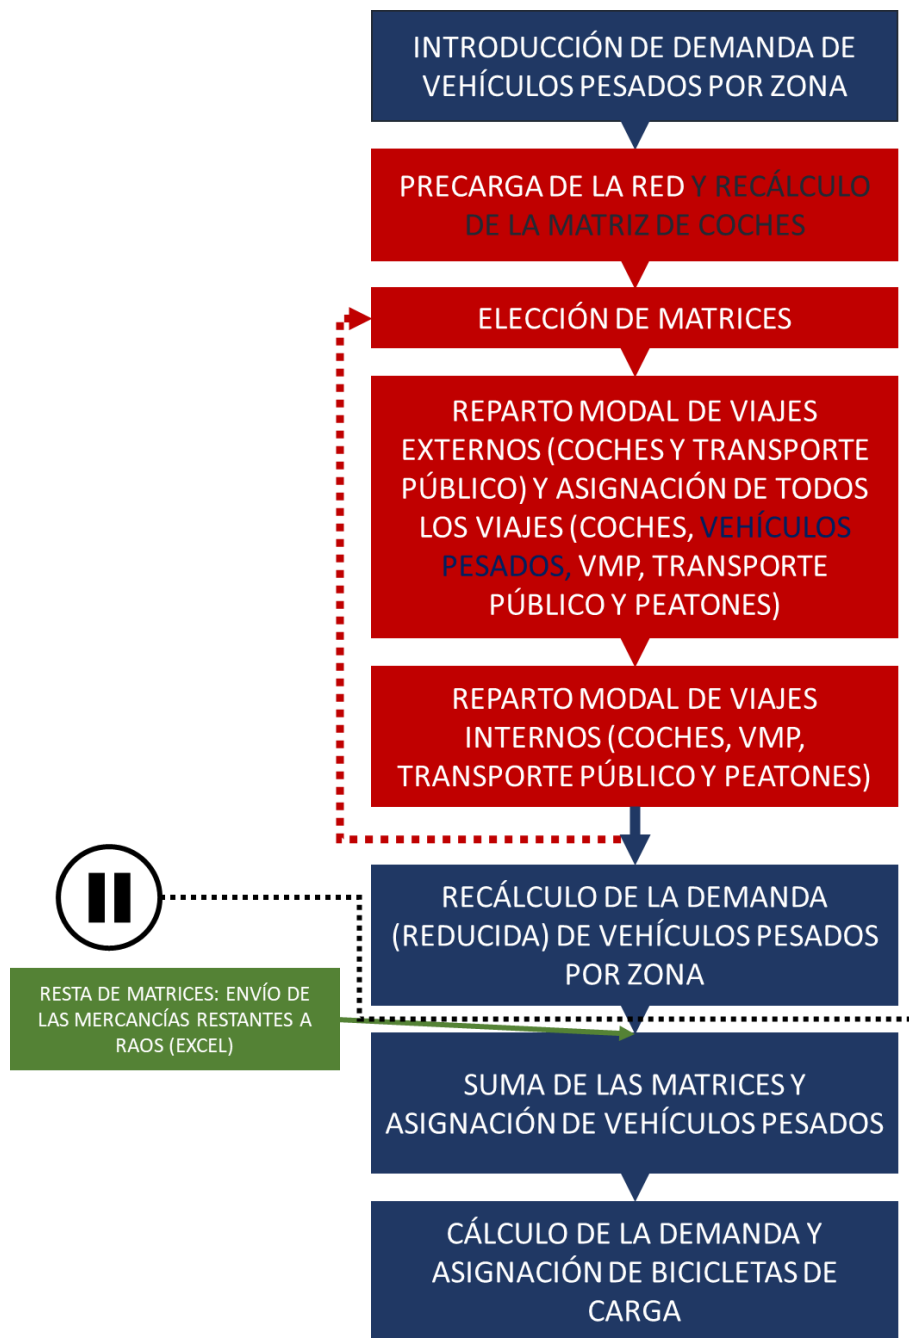 INTRODUCCIÓN DE DEMANDA DE
VEHÍCULOS PESADOS POR ZONA
PRECARGA DE LA RED Y RECÁLCULO
DE LA MATRIZ DE COCHES
ELECCIÓN DE MATRICES
REPARTO MODAL DE VIAJES
EXTERNOS (COCHES Y TRANSPORTE
PÚBLICO) Y ASIGNACIÓN DE TODOS
LOS VIAJES (COCHES, VEHÍCULOS
PESADOS, VMP, TRANSPORTE
PÚBLICO Y PEATONES)
REPARTO MODAL DE VIAJES
INTERNOS (COCHES, VMP,
TRANSPORTE PÚBLICO Y PEATONES)
RECÁLCULO DE LA DEMANDA
(REDUCIDA) DE VEHÍCULOS PESADOS
POR ZONA
RESTA DE MATRICES: ENVÍO DE
LAS MERCANCÍAS RESTANTES A
RAOS (EXCEL)
SUMA DE LAS MATRICES Y
ASIGNACIÓN DE VEHÍCULOS PESADOS
CÁLCULO DE LA DEMANDA Y
ASIGNACIÓN DE BICICLETAS DE
CARGA